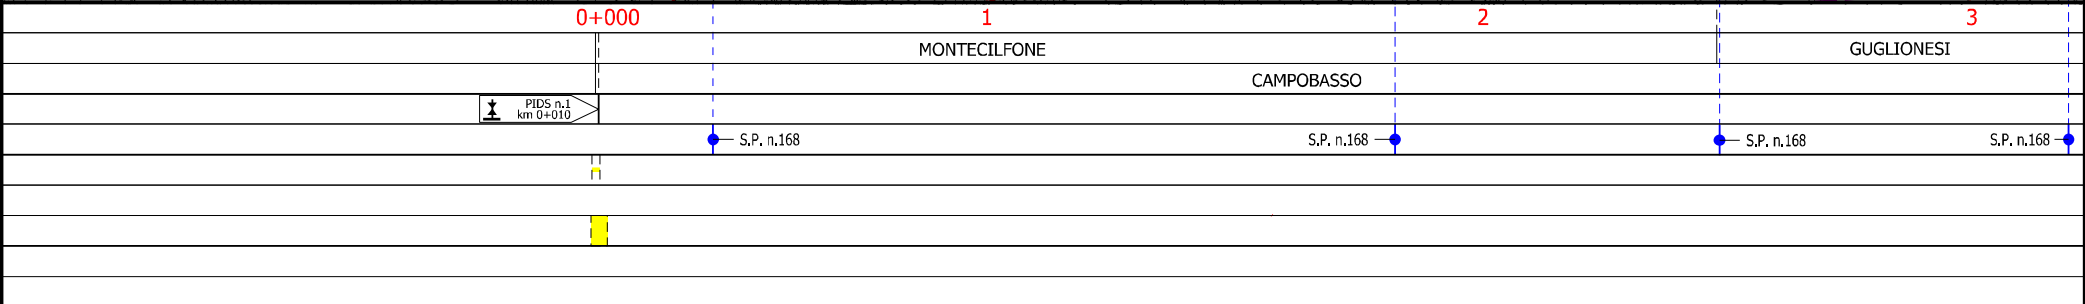 0+000 1 2 3
MONTECILFONE GUGLIONESI
CAMPOBASSO
PIDS n.1
km 0+010
S.P. n.168 S.P. n.168 S.P. n.168 S.P. n.168